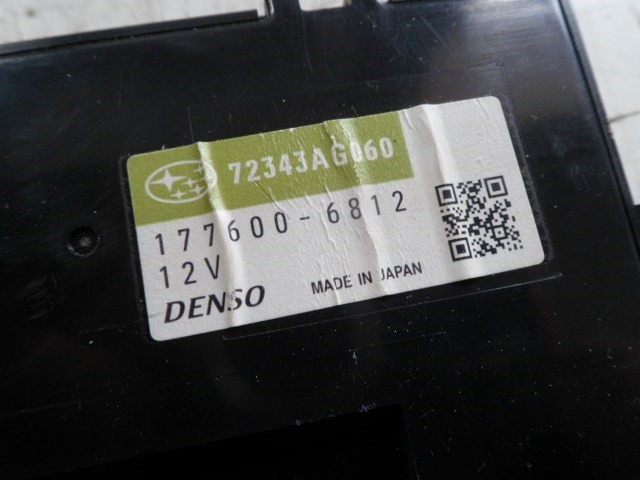 72343AG060
177600-6812
12V
DENSO MADE IN JAPAN